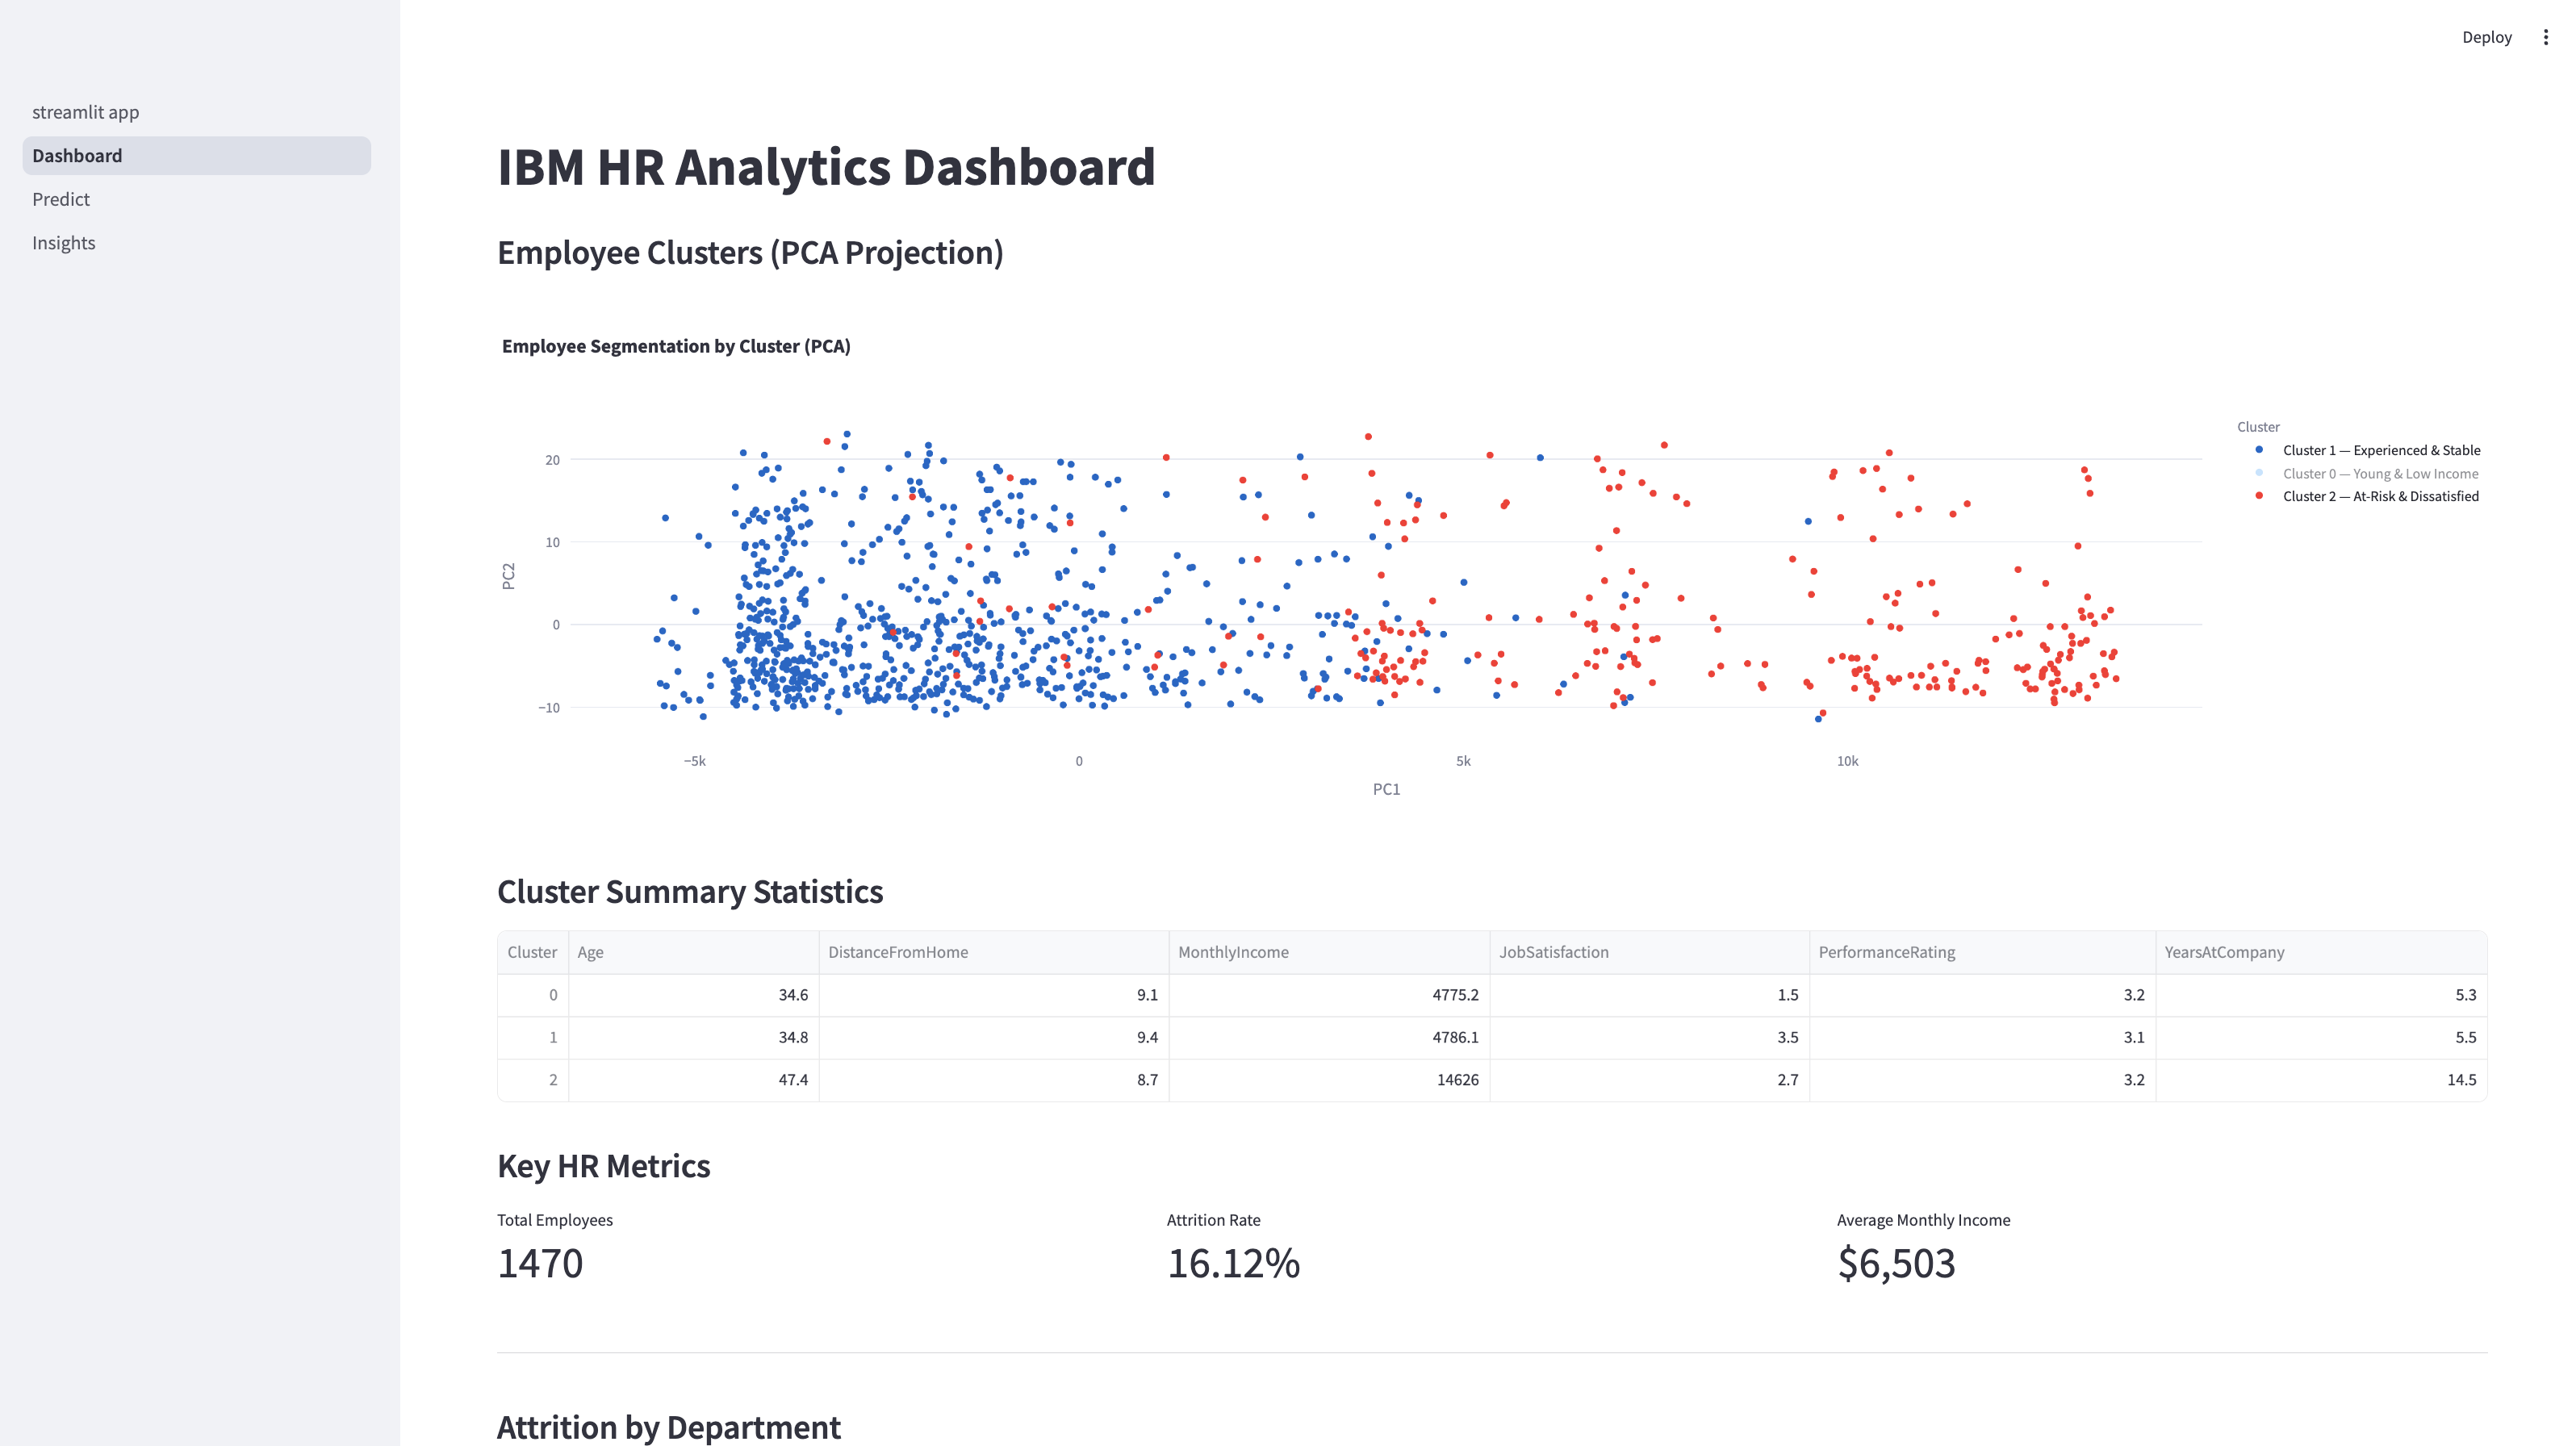 Deploy
streamlit app
Dashboard
Predict
Insights
IBM HR Analytics Dashboard
Employee Clusters (PCA Projection)
Employee Segmentation by Cluster (PCA)
Cluster
Cluster 1 — Experienced & Stable
Cluster 0 — Young & Low Income
Cluster 2 — At-Risk & Dissatisfied
20
10
0
−10
PC2
−5k 0 5k 10k
PC1
Cluster Summary Statistics
Cluster Age DistanceFromHome MonthlyIncome JobSatisfaction PerformanceRating YearsAtCompany
0 34.6 9.1 4775.2 1.5 3.2 5.3
1 34.8 9.4 4786.1 3.5 3.1 5.5
2 47.4 8.7 14626 2.7 3.2 14.5
Key HR Metrics
Total Employees Attrition Rate Average Monthly Income
1470 16.12% $6,503
Attrition by Department